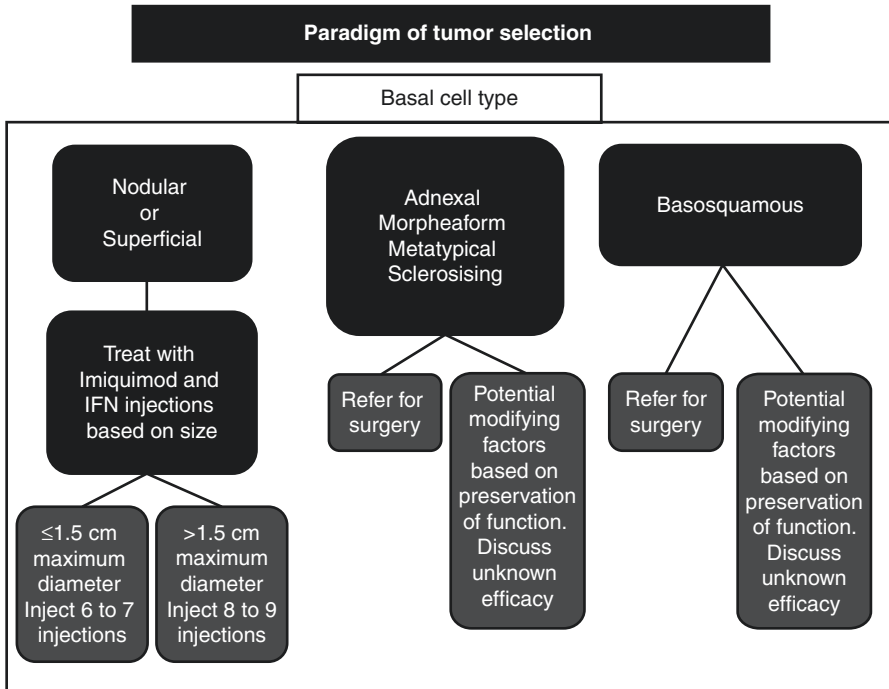 Paradigm of tumor selection
Basal cell type
Nodular
or
Superficial
Treat with
Imiquimod and
IFN injections
based on size
≤1.5 cm
maximum
diameter
Inject 6 to 7
injections
>1.5 cm
maximum
diameter
Inject 8 to 9
injections
Adnexal
Morpheaform
Metatypical
Sclerosising
Refer for
surgery
Potential
modifying
factors
based on
preservation
of function.
Discuss
unknown
efficacy
Basosquamous
Refer for
surgery
Potential
modifying
factors
based on
preservation
of function.
Discuss
unknown
efficacy